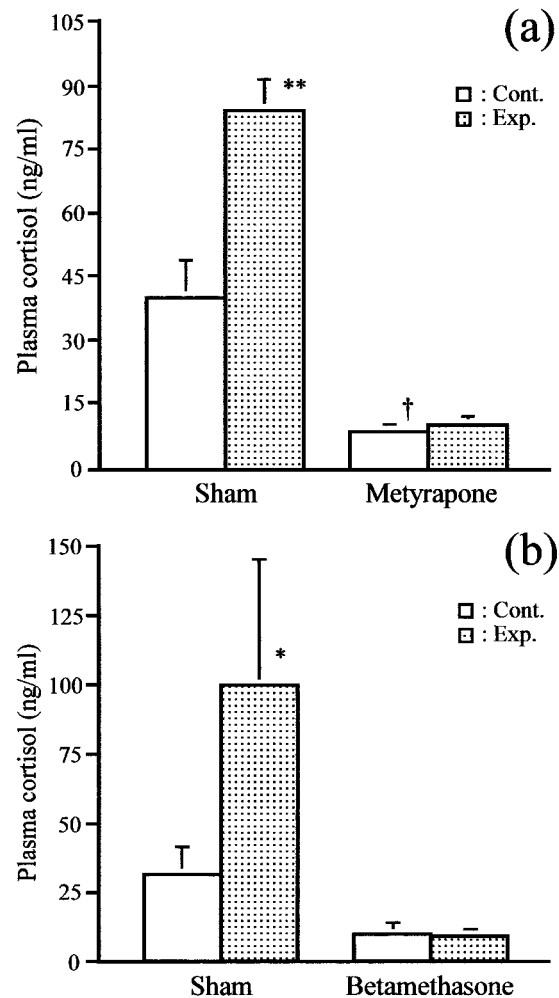 (a)
105
90
75
60
45
30
15
0
Plasma cortisol (ng/ml)
**
□ : Cont.
: Exp.
†
Sham Metyrapone
(b)
150
125
100
75
50
25
0
Plasma cortisol (ng/ml)
*
□ : Cont.
: Exp.
Sham Betamethasone